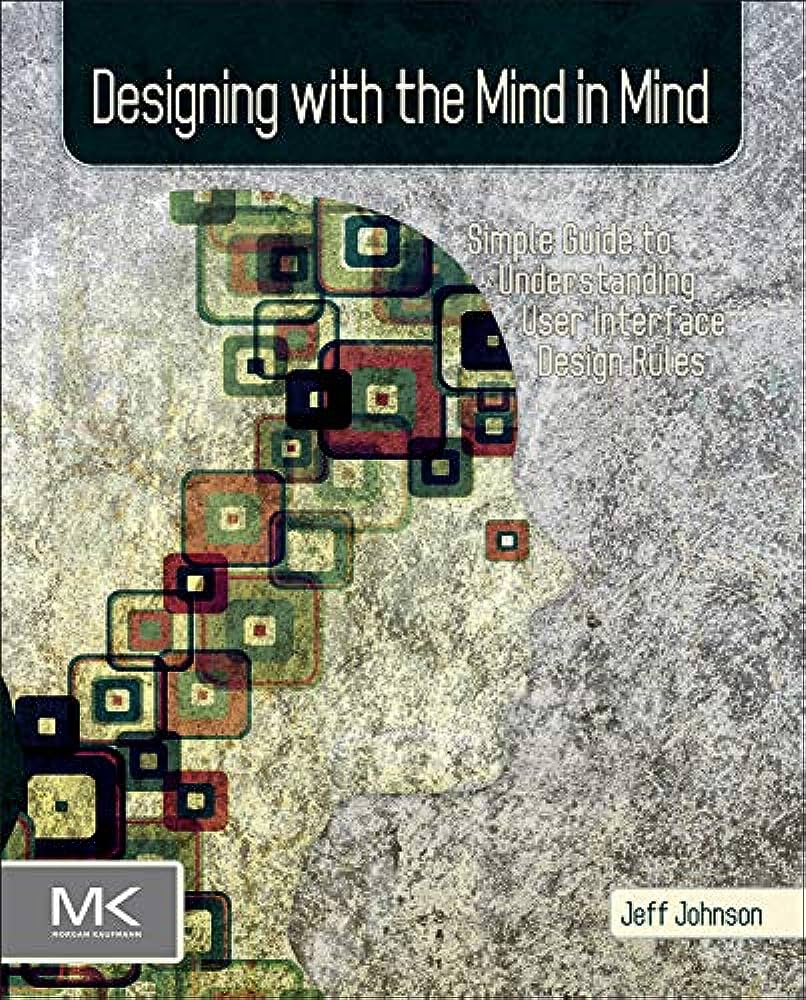 Designing with the Mind in Mind
Simple Guide to
Understanding
User Interface
Design Rules
MK
MORGAN KAUFMANN
Jeff Johnson